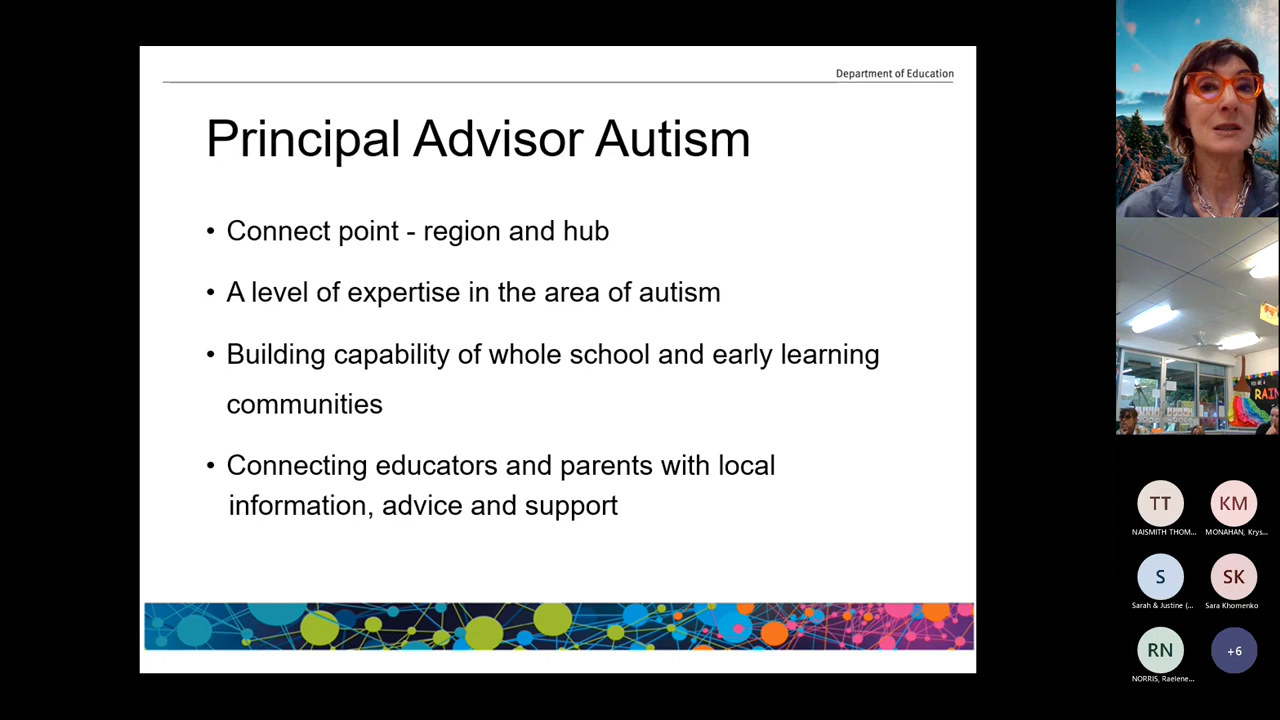 Department of Education
Principal Advisor Autism
• Connect point - region and hub
• A level of expertise in the area of autism
• Building capability of whole school and early learning
communities
• Connecting educators and parents with local
information, advice and support
TT
KM
NAISMITH THOM...
MONAHAN, Krys...
S
SK
Sarah & Justine (...
Sara Khomenko
RN
+6
NORRIS, Raelene...